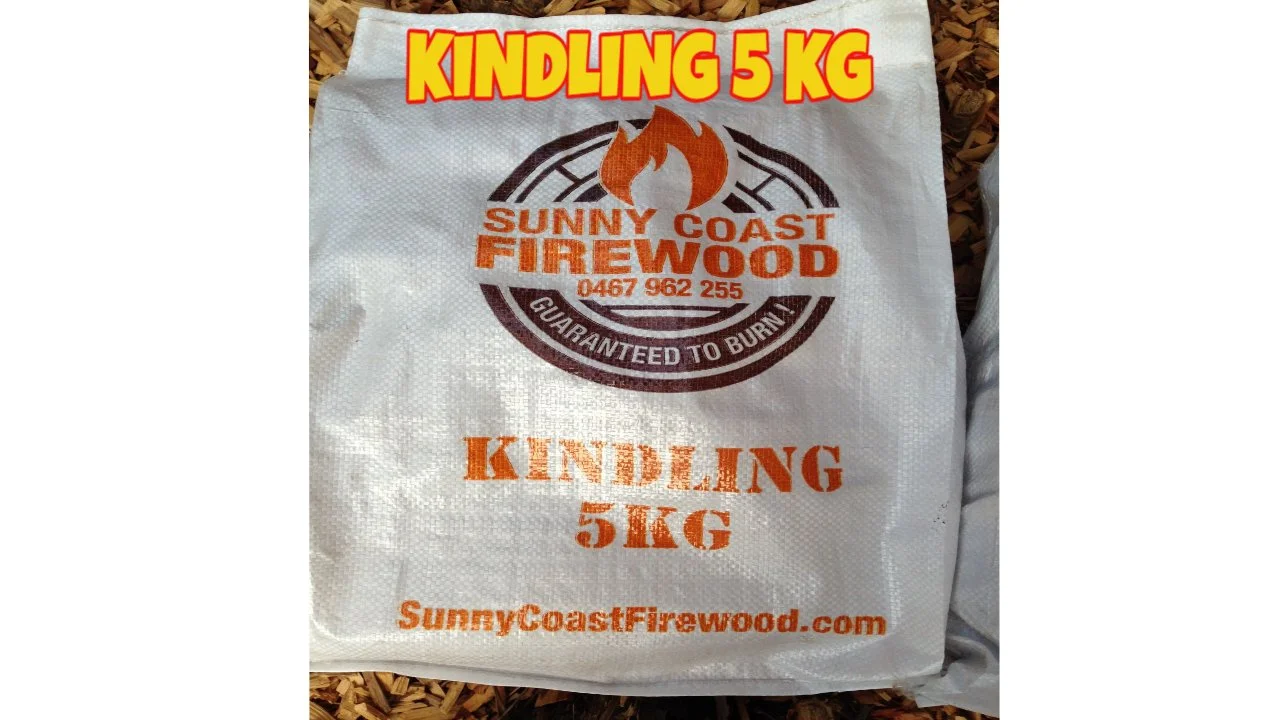 KINDLING 5 KG
SUNNY COAST
FIREWOOD
0467 962 255
GUARANTEED TO BURN!
KINDLING
5KG
SunnyCoastFirewood.com